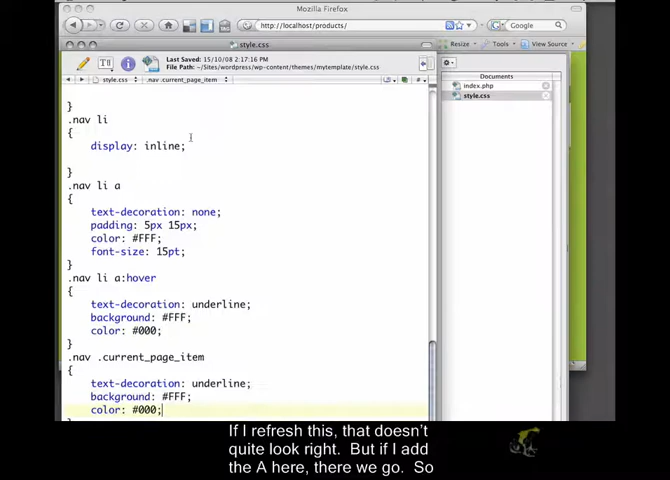 Mozilla Firefox
http://localhost/products/
Google
style.css
Resize
Tools
View Source
Last Saved: 15/10/08 2:17:16 PM
File Path: ~/Sites/wordpress/wp-content/themes/mytemplate/style.css
style.css
.nav .current_page_item
Documents
index.php
style.css
}
.nav li
{
display: inline;
}
.nav li a
{
text-decoration: none;
padding: 5px 15px;
color: #FFF;
font-size: 15pt;
}
.nav li a:hover
{
text-decoration: underline;
background: #FFF;
color: #000;
}
.nav .current_page_item
{
text-decoration: underline;
background: #FFF;
color: #000;
If I refresh this, that doesn't
quite look right. But if I add
the A here, there we go. So